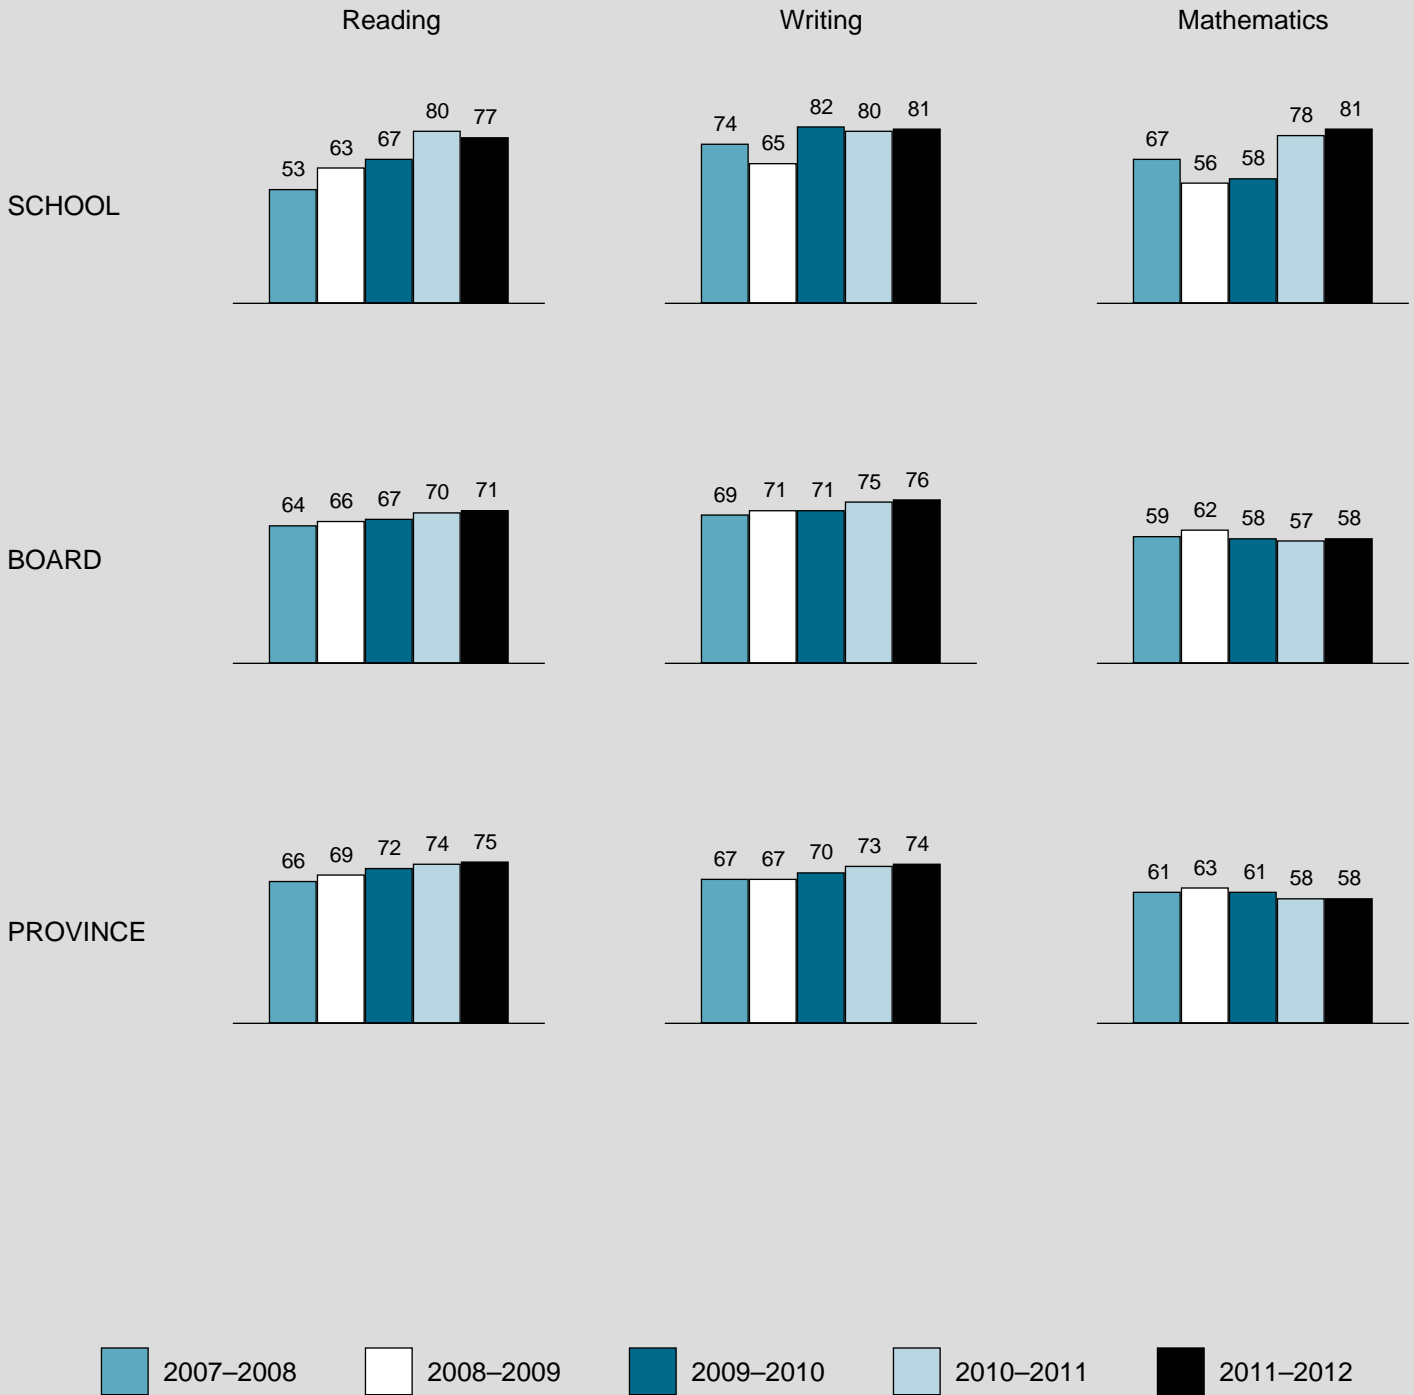 Reading Writing Mathematics
SCHOOL
53 63 67 80 77
74 65 82 80 81
67 56 58 78 81
BOARD
64 66 67 70 71
69 71 71 75 76
59 62 58 57 58
PROVINCE
66 69 72 74 75
67 67 70 73 74
61 63 61 58 58
2007–2008 2008–2009 2009–2010 2010–2011 2011–2012